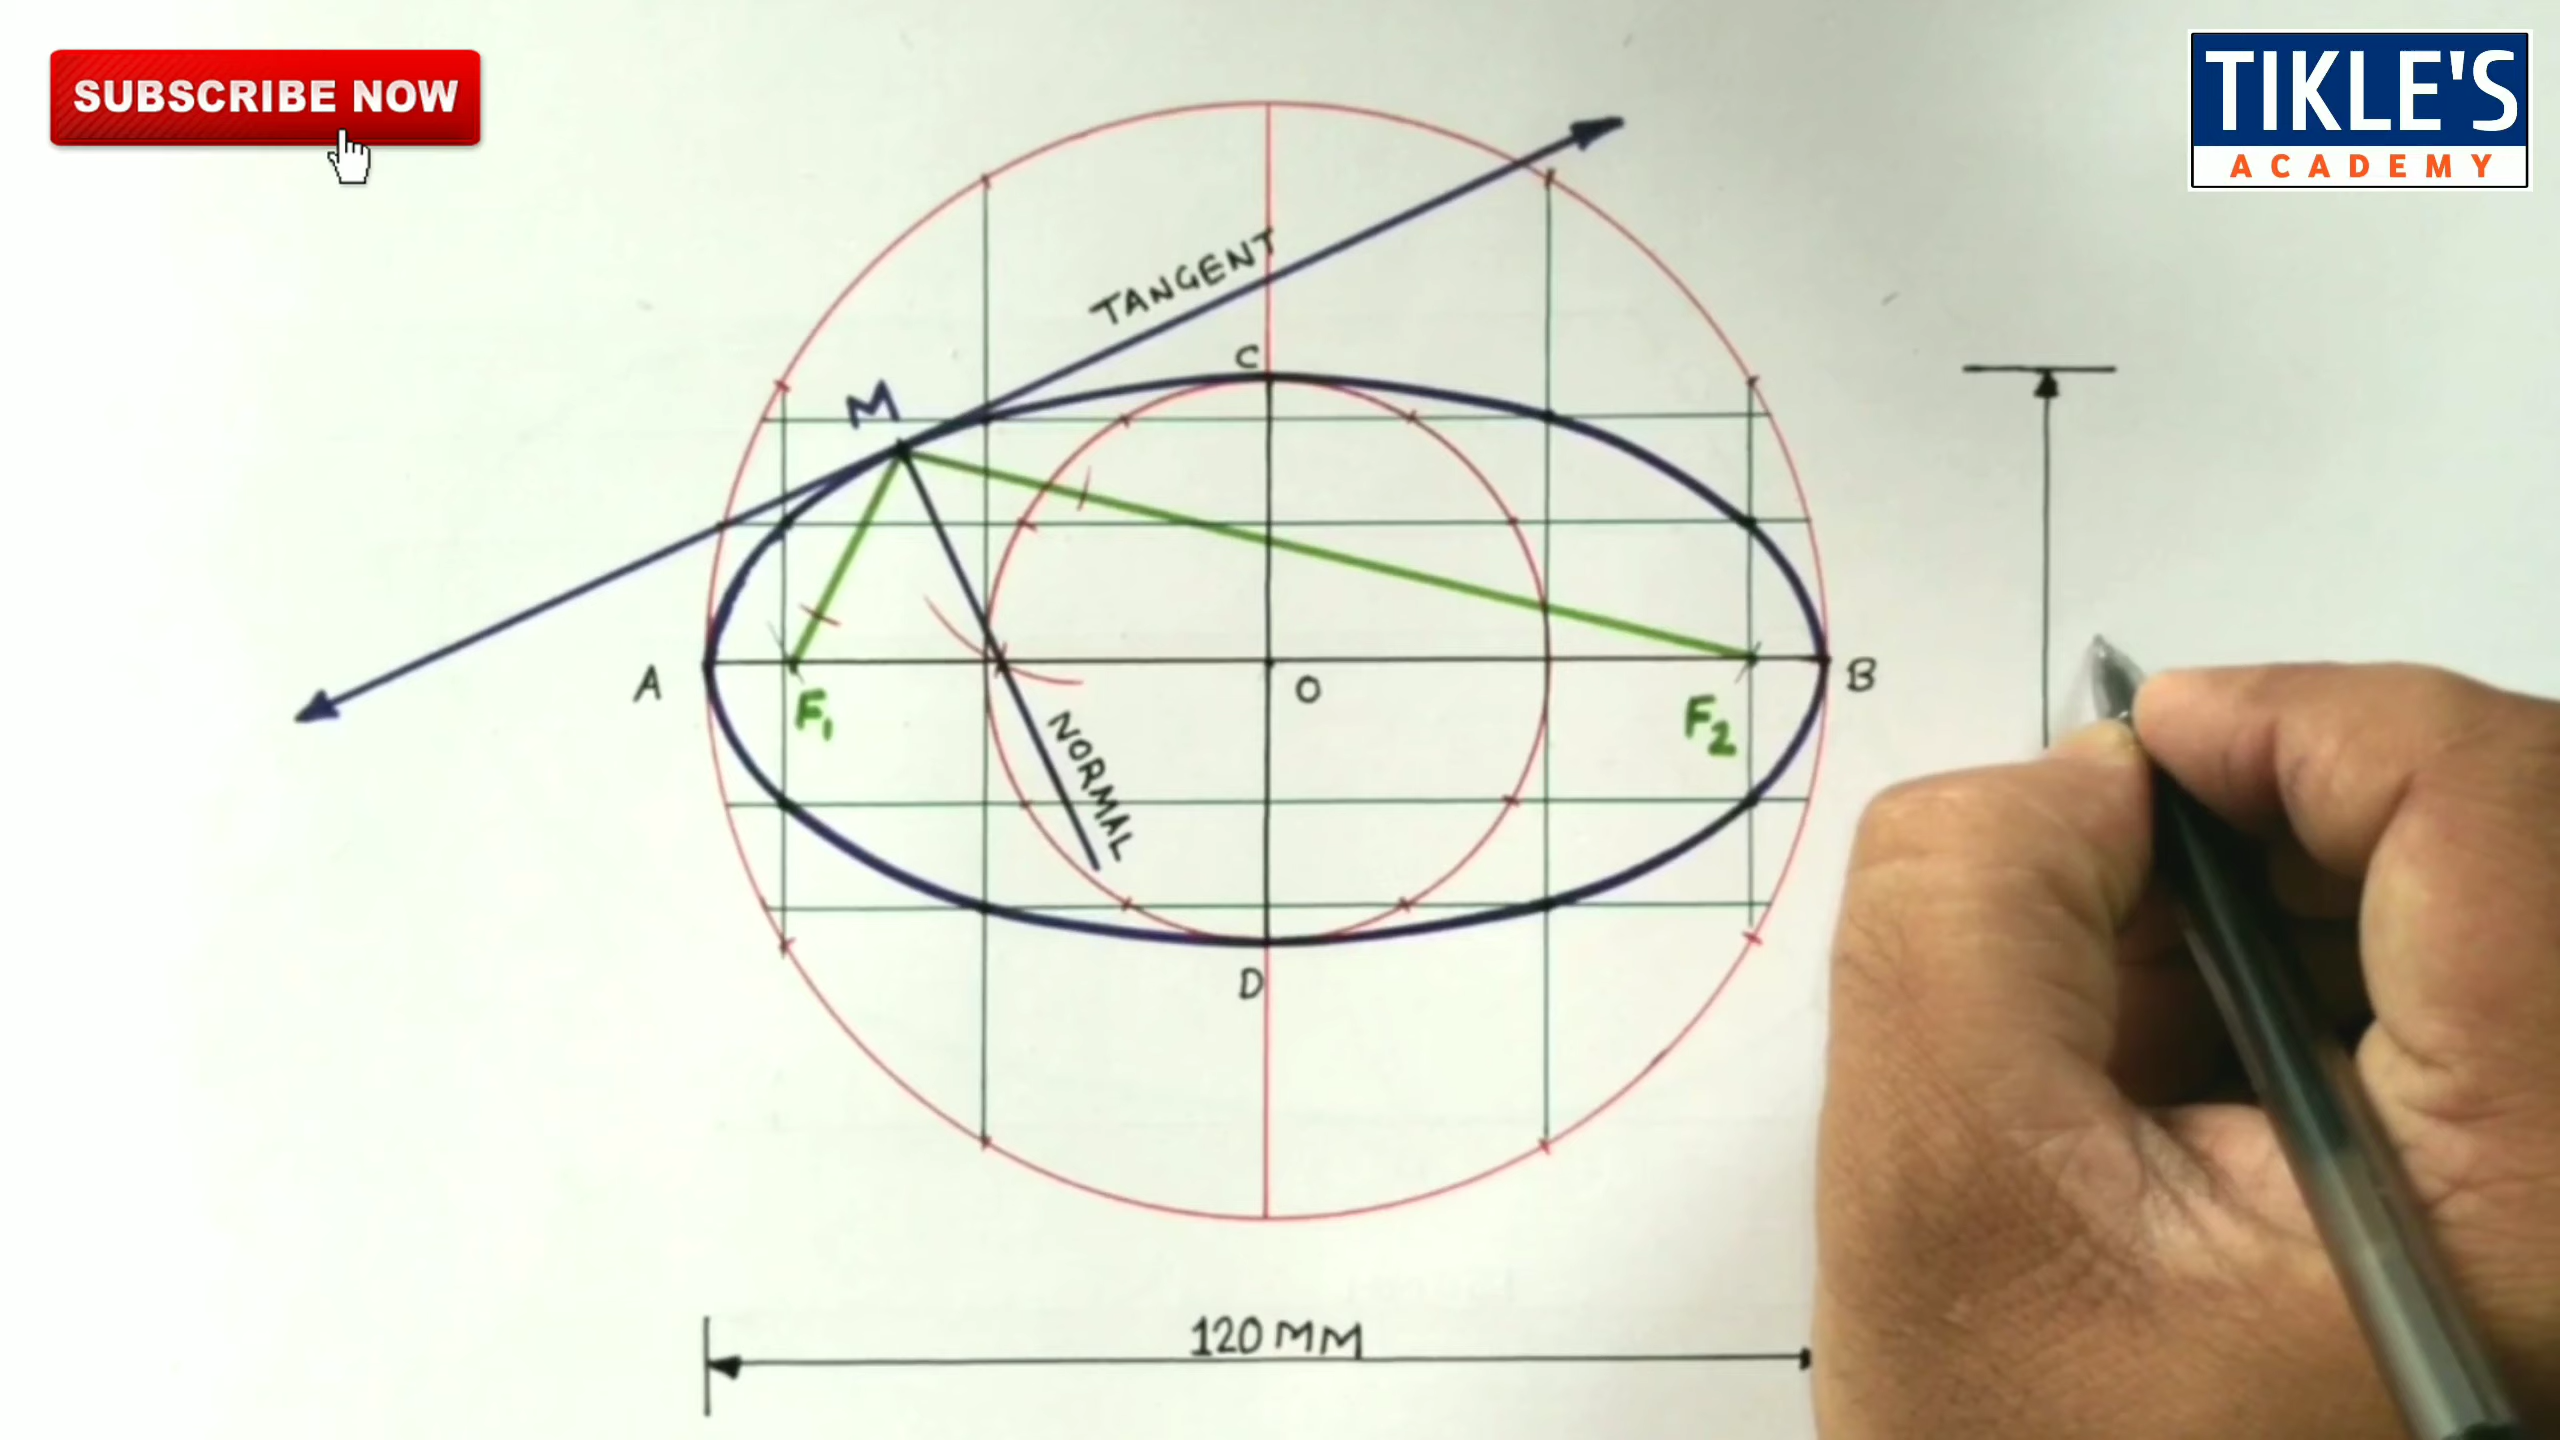 SUBSCRIBE NOW
TIKLE'S
ACADEMY
TANGENT
C
M
A
F1
O
F2
B
NORMAL
D
120 MM